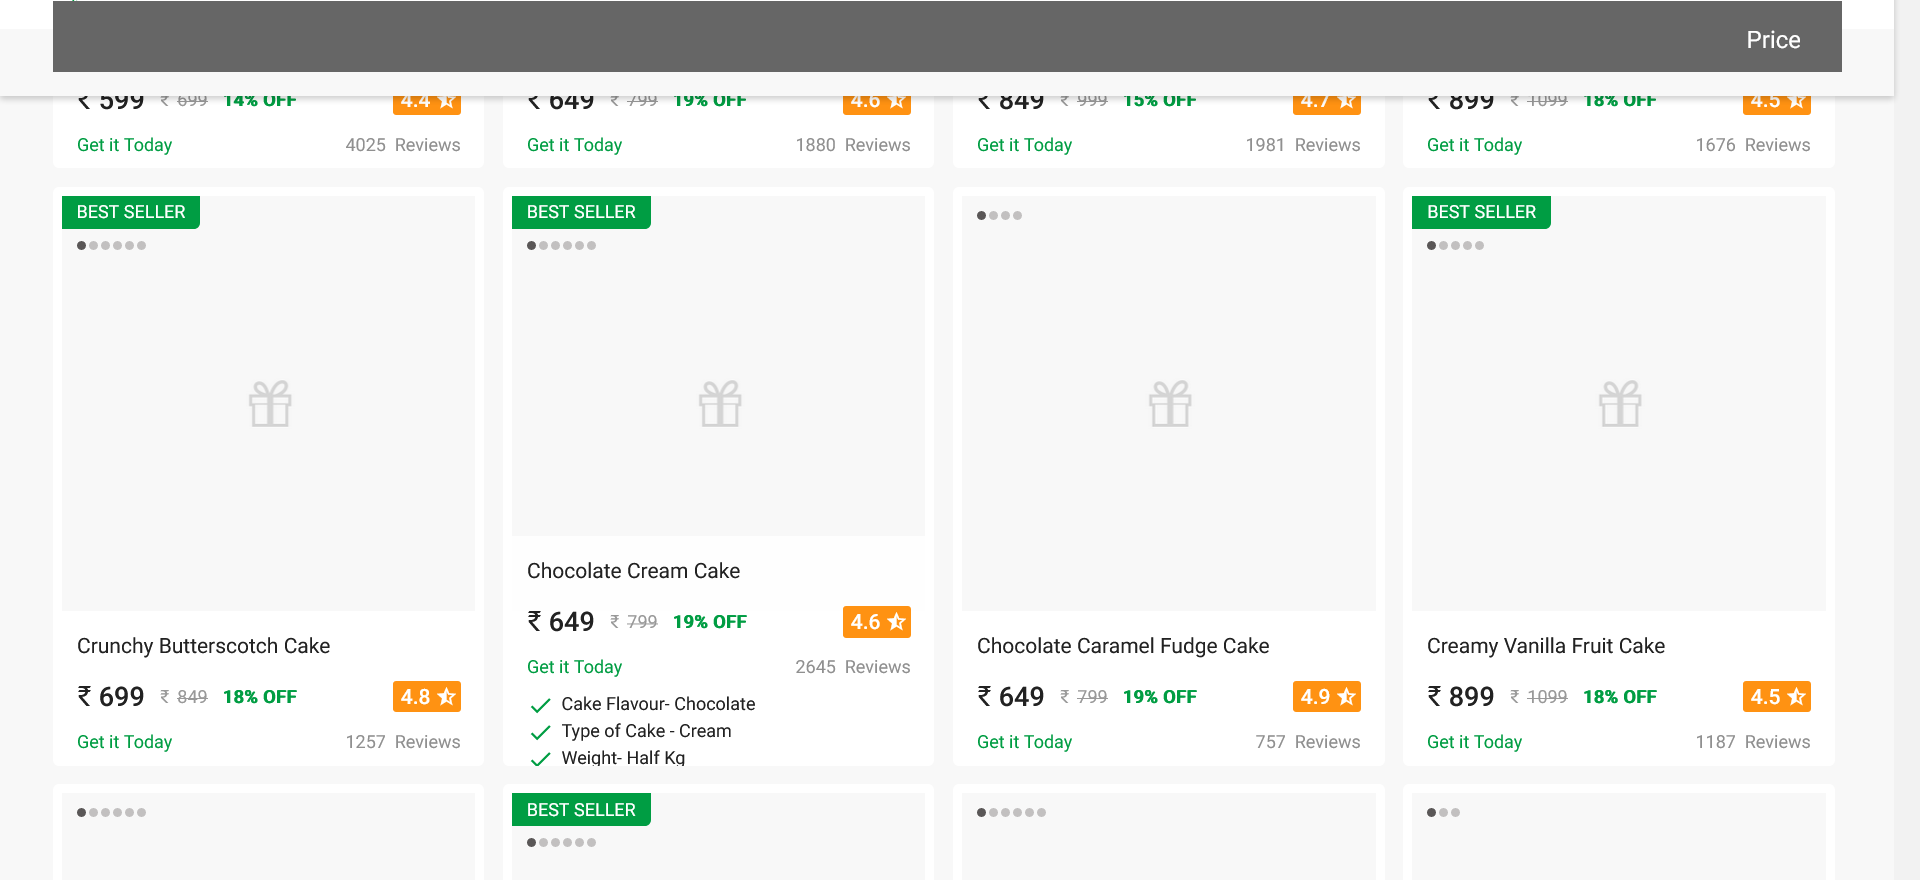 Price
₹ 599 ₹ 699 14% OFF 4.4
₹ 649 ₹ 799 19% OFF 4.6
₹ 849 ₹ 999 15% OFF 4.7
₹ 899 ₹ 1099 18% OFF 4.5
Get it Today 4025 Reviews
Get it Today 1880 Reviews
Get it Today 1981 Reviews
Get it Today 1676 Reviews
BEST SELLER
Crunchy Butterscotch Cake
₹ 699 ₹ 849 18% OFF 4.8
Get it Today 1257 Reviews
BEST SELLER
Chocolate Cream Cake
₹ 649 ₹ 799 19% OFF 4.6
Get it Today 2645 Reviews
Cake Flavour- Chocolate
Type of Cake - Cream
Weight- Half Kg
Chocolate Caramel Fudge Cake
₹ 649 ₹ 799 19% OFF 4.9
Get it Today 757 Reviews
BEST SELLER
Creamy Vanilla Fruit Cake
₹ 899 ₹ 1099 18% OFF 4.5
Get it Today 1187 Reviews
BEST SELLER